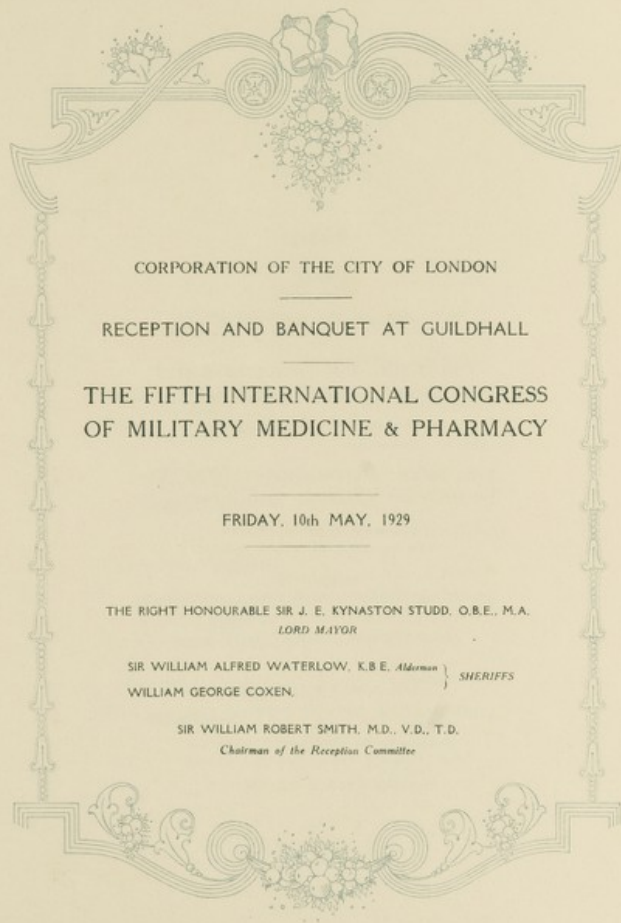 CORPORATION OF THE CITY OF LONDON
RECEPTION AND BANQUET AT GUILDHALL
THE FIFTH INTERNATIONAL CONGRESS
OF MILITARY MEDICINE & PHARMACY
FRIDAY, 10th MAY, 1929
THE RIGHT HONOURABLE SIR J. E. KYNASTON STUDD, O.B.E., M.A.
LORD MAYOR
SIR WILLIAM ALFRED WATERLOW, K.B E, Alderman } SHERIFFS
WILLIAM GEORGE COXEN,
SIR WILLIAM ROBERT SMITH, M.D., V.D., T.D.
Chairman of the Reception Committee